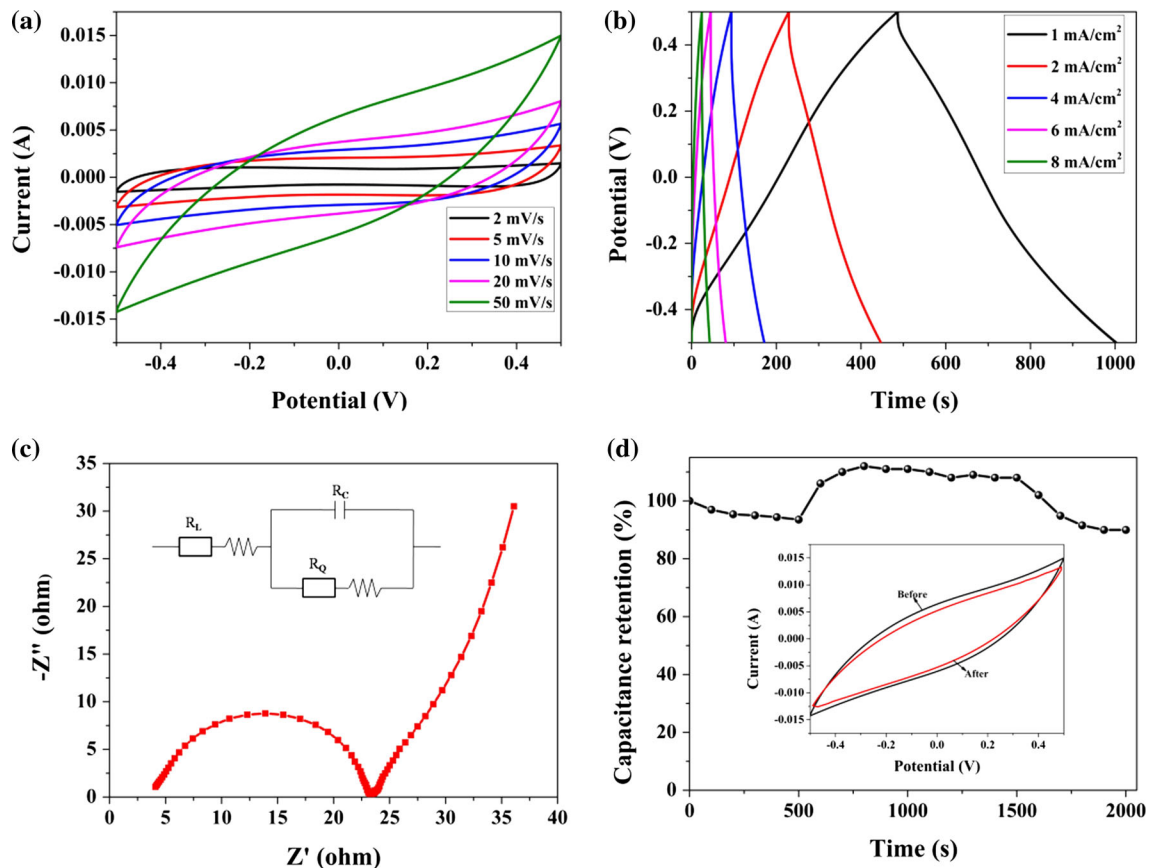 (a)
0.015
0.010
0.005
0.000
-0.005
-0.010
-0.015
Current (A)
-0.4 -0.2 0.0 0.2 0.4
Potential (V)
2 mV/s
5 mV/s
10 mV/s
20 mV/s
50 mV/s
(b)
0.4
0.2
0.0
-0.2
-0.4
Potential (V)
0 200 400 600 800 1000
Time (s)
1 mA/cm²
2 mA/cm²
4 mA/cm²
6 mA/cm²
8 mA/cm²
(c)
35
30
25
20
15
10
5
0
-Z'' (ohm)
0 5 10 15 20 25 30 35 40
Z' (ohm)
R_L
R_C
R_Q
(d)
100
80
60
40
20
0
Capacitance retention (%)
0 500 1000 1500 2000
Time (s)
0.015
0.010
0.005
0.000
-0.005
-0.010
-0.015
Current (A)
-0.4 -0.2 0.0 0.2 0.4
Potential (V)
Before
After